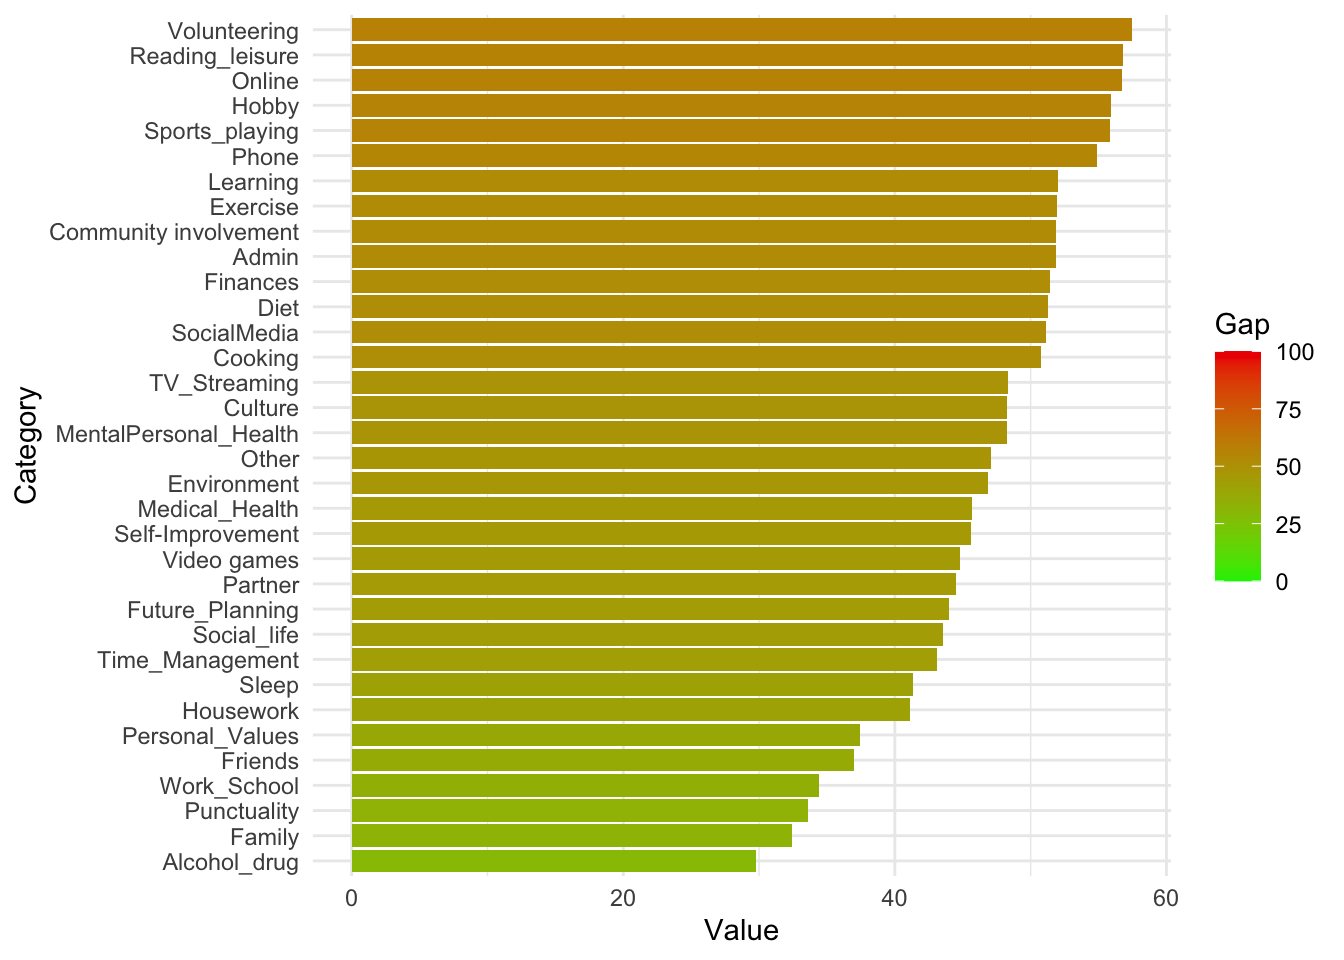 Volunteering
Reading_leisure
Online
Hobby
Sports_playing
Phone
Learning
Exercise
Community involvement
Admin
Finances
Diet
SocialMedia
Cooking
TV_Streaming
Culture
MentalPersonal_Health
Other
Environment
Medical_Health
Self-Improvement
Video games
Partner
Future_Planning
Social_life
Time_Management
Sleep
Housework
Personal_Values
Friends
Work_School
Punctuality
Family
Alcohol_drug
Category
0 20 40 60
Value
Gap
100
75
50
25
0